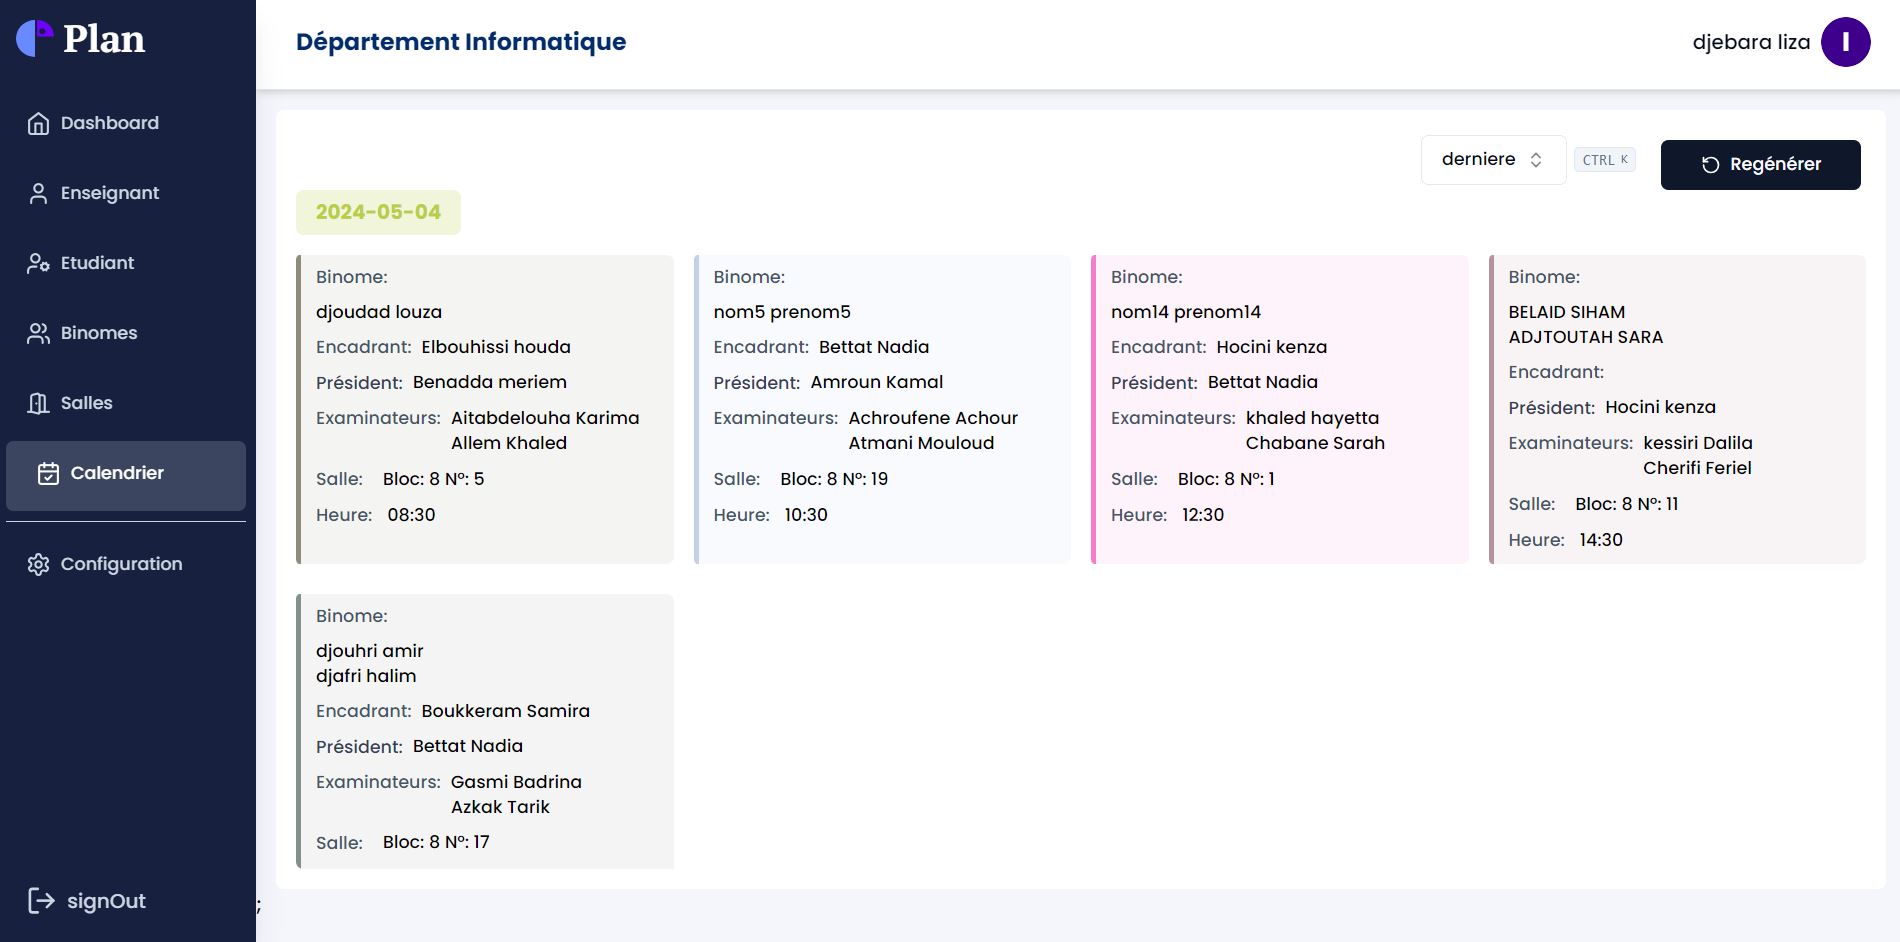 Plan
Département Informatique
djebara liza
I
Dashboard
Enseignant
Etudiant
Binomes
Salles
Calendrier
Configuration
signOut
;
derniere
CTRL K
Regénérer
2024-05-04
Binome:
djoudad louza
Encadrant: Elbouhissi houda
Président: Benadda meriem
Examinateurs: Aitabdelouha Karima
Allem Khaled
Salle: Bloc: 8 N°: 5
Heure: 08:30
Binome:
nom5 prenom5
Encadrant: Bettat Nadia
Président: Amroun Kamal
Examinateurs: Achroufene Achour
Atmani Mouloud
Salle: Bloc: 8 N°: 19
Heure: 10:30
Binome:
nom14 prenom14
Encadrant: Hocini kenza
Président: Bettat Nadia
Examinateurs: khaled hayetta
Chabane Sarah
Salle: Bloc: 8 N°: 1
Heure: 12:30
Binome:
BELAID SIHAM
ADJTOUTAH SARA
Encadrant:
Président: Hocini kenza
Examinateurs: kessiri Dalila
Cherifi Feriel
Salle: Bloc: 8 N°: 11
Heure: 14:30
Binome:
djouhri amir
djafri halim
Encadrant: Boukkeram Samira
Président: Bettat Nadia
Examinateurs: Gasmi Badrina
Azkak Tarik
Salle: Bloc: 8 N°: 17